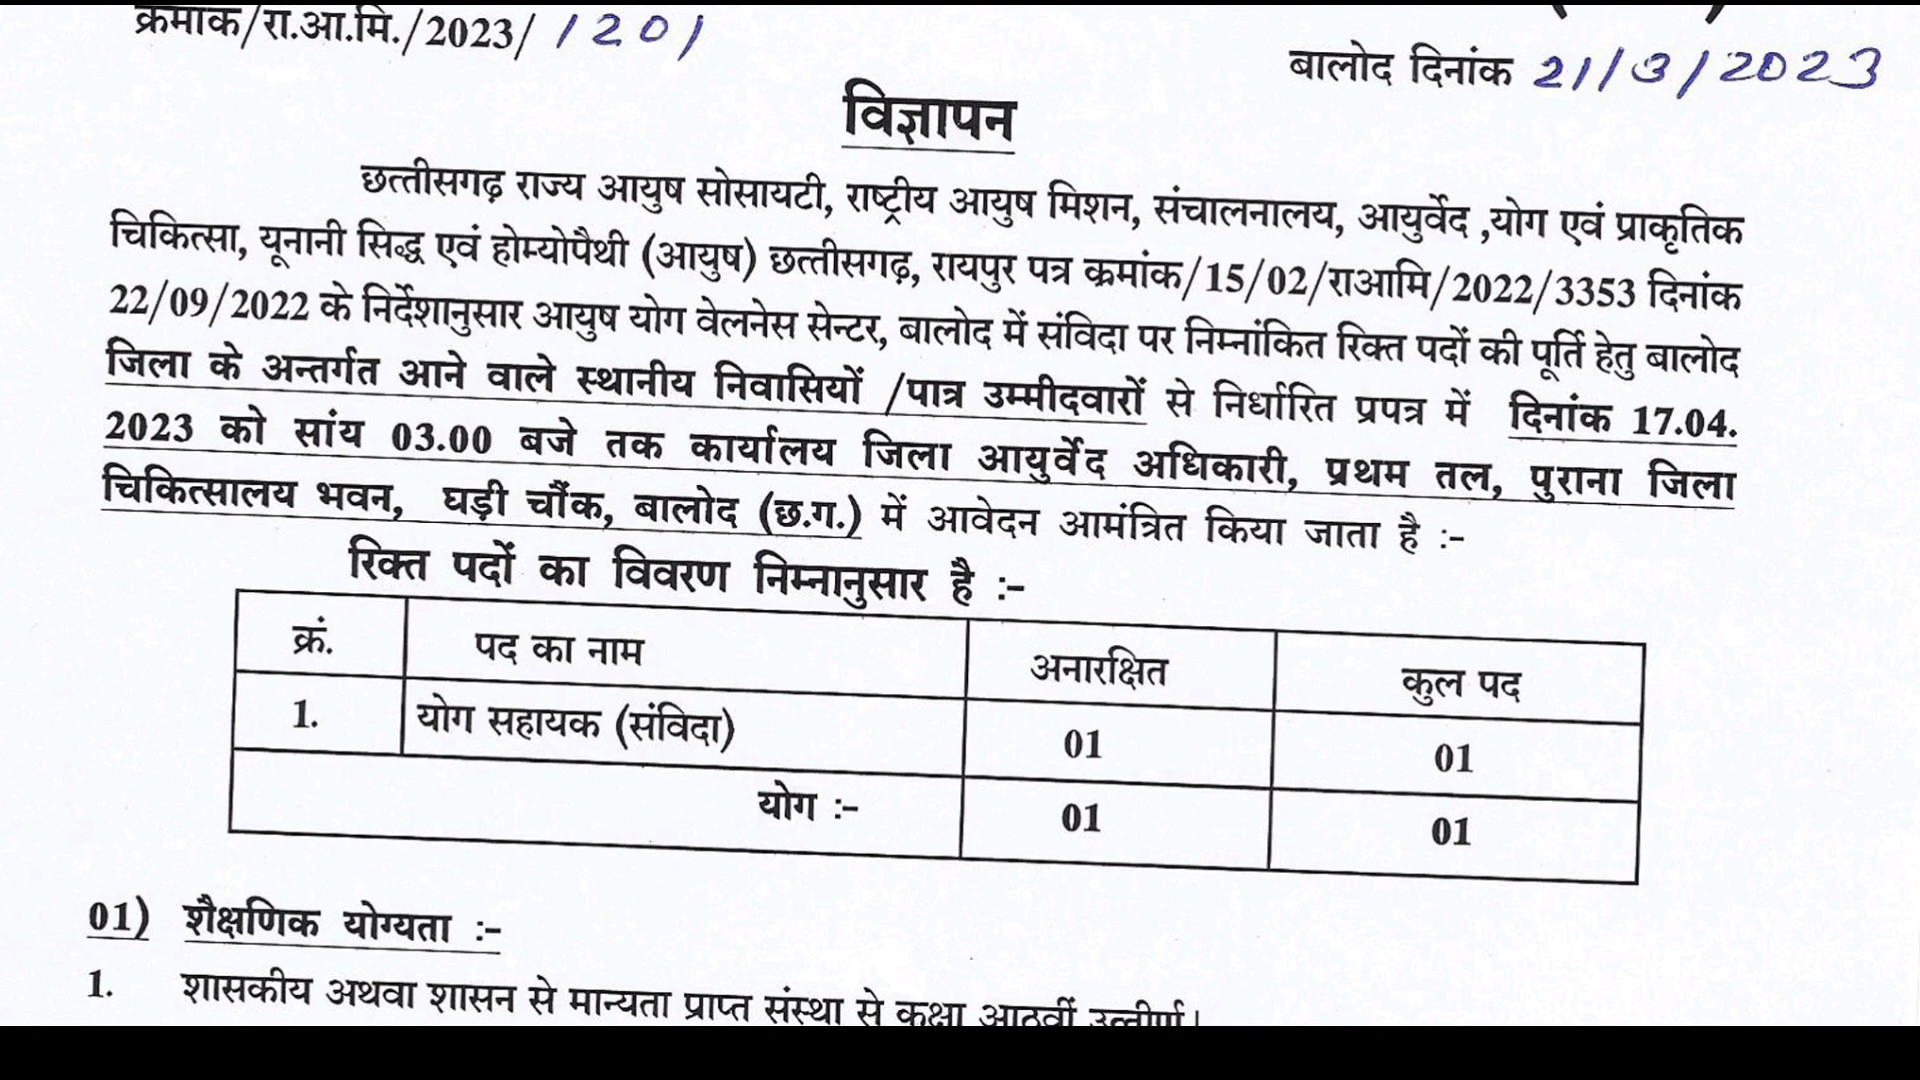 क्रमांक/रा.आ.मि./2023/ 1201
बालोद दिनांक 21/3/2023
विज्ञापन
छत्तीसगढ़ राज्य आयुष सोसायटी, राष्ट्रीय आयुष मिशन, संचालनालय, आयुर्वेद ,योग एवं प्राकृतिक
चिकित्सा, यूनानी सिद्ध एवं होम्योपैथी (आयुष) छत्तीसगढ़, रायपुर पत्र क्रमांक/15/02/राआमि/2022/3353 दिनांक
22/09/2022 के निर्देशानुसार आयुष योग वेलनेस सेन्टर, बालोद में संविदा पर निम्नांकित रिक्त पदों की पूर्ति हेतु बालोद
जिला के अन्तर्गत आने वाले स्थानीय निवासियों /पात्र उम्मीदवारों से निर्धारित प्रपत्र में दिनांक 17.04.
2023 को सांय 03.00 बजे तक कार्यालय जिला आयुर्वेद अधिकारी, प्रथम तल, पुराना जिला
चिकित्सालय भवन, घड़ी चौंक, बालोद (छ.ग.) में आवेदन आमंत्रित किया जाता है :-
रिक्त पदों का विवरण निम्नानुसार है :-
क्रं. पद का नाम अनारक्षित कुल पद
1. योग सहायक (संविदा) 01 01
योग :- 01 01
01) शैक्षणिक योग्यता :-
1. शासकीय अथवा शासन से मान्यता प्राप्त संस्था से कक्षा आठवीं उत्तीर्ण।